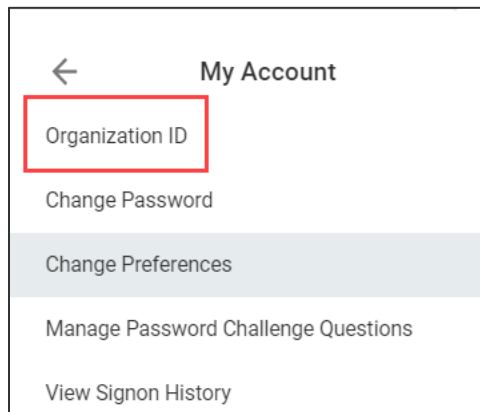 My Account
Organization ID
Change Password
Change Preferences
Manage Password Challenge Questions
View Signon History